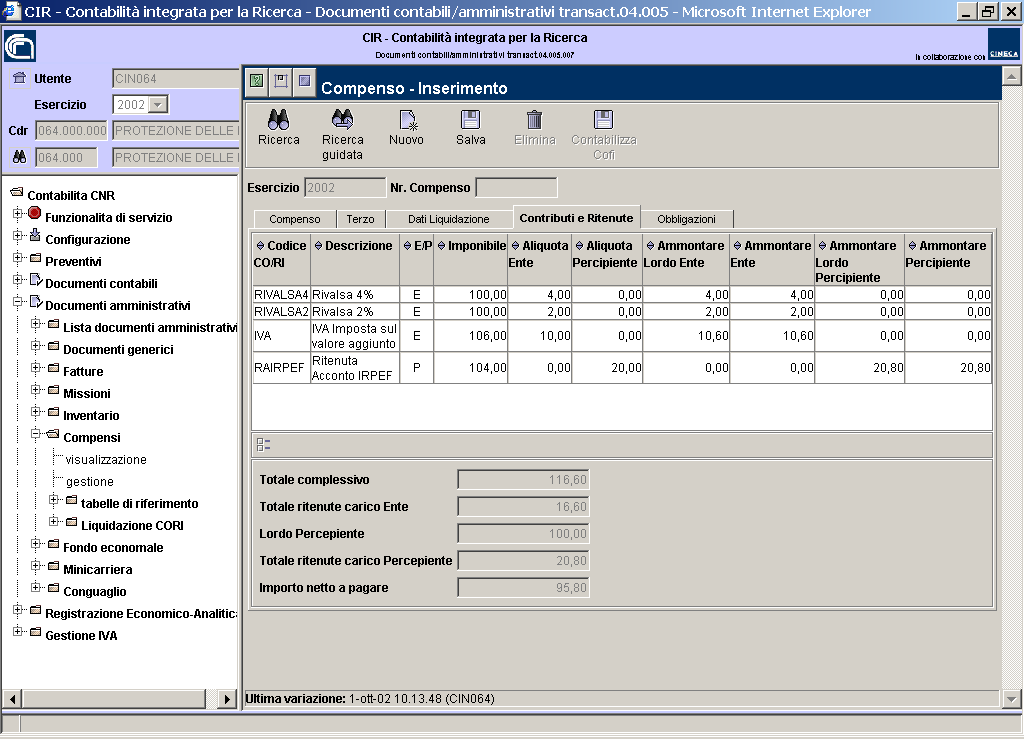 CIR - Contabilità integrata per la Ricerca - Documenti contabili/amministrativi transact.04.005 - Microsoft Internet Explorer
CIR - Contabilità integrata per la Ricerca
Documenti contabili/amministrativi transact.04.005.007
in collaborazione con CINECA
Utente CIN064
Esercizio 2002
Cdr 064.000.000 PROTEZIONE DELLE
064.000 PROTEZIONE DELLE
Compenso - Inserimento
Ricerca
Ricerca guidata
Nuovo
Salva
Elimina
Contabilizza Cofi
Contabilita CNR
Funzionalita di servizio
Configurazione
Preventivi
Documenti contabili
Documenti amministrativi
Lista documenti amministrativi
Documenti generici
Fatture
Missioni
Inventario
Compensi
visualizzazione
gestione
tabelle di riferimento
Liquidazione CORI
Fondo economale
Minicarriera
Conguaglio
Registrazione Economico-Analitica
Gestione IVA
Esercizio 2002 Nr. Compenso
Compenso Terzo Dati Liquidazione Contributi e Ritenute Obbligazioni
Codice CO/RI Descrizione E/P Imponibile Aliquota Ente Aliquota Percipiente Ammontare Lordo Ente Ammontare Ente Ammontare Lordo Percipiente Ammontare Percipiente
RIVALSA4 Rivalsa 4% E 100,00 4,00 0,00 4,00 4,00 0,00 0,00
RIVALSA2 Rivalsa 2% E 100,00 2,00 0,00 2,00 2,00 0,00 0,00
IVA IVA Imposta sul valore aggiunto E 106,00 10,00 0,00 10,60 10,60 0,00 0,00
RAIRPEF Ritenuta Acconto IRPEF P 104,00 0,00 20,00 0,00 0,00 20,80 20,80
Totale complessivo 116,60
Totale ritenute carico Ente 16,60
Lordo Percepiente 100,00
Totale ritenute carico Percepiente 20,80
Importo netto a pagare 95,80
Ultima variazione: 1-ott-02 10.13.48 (CIN064)